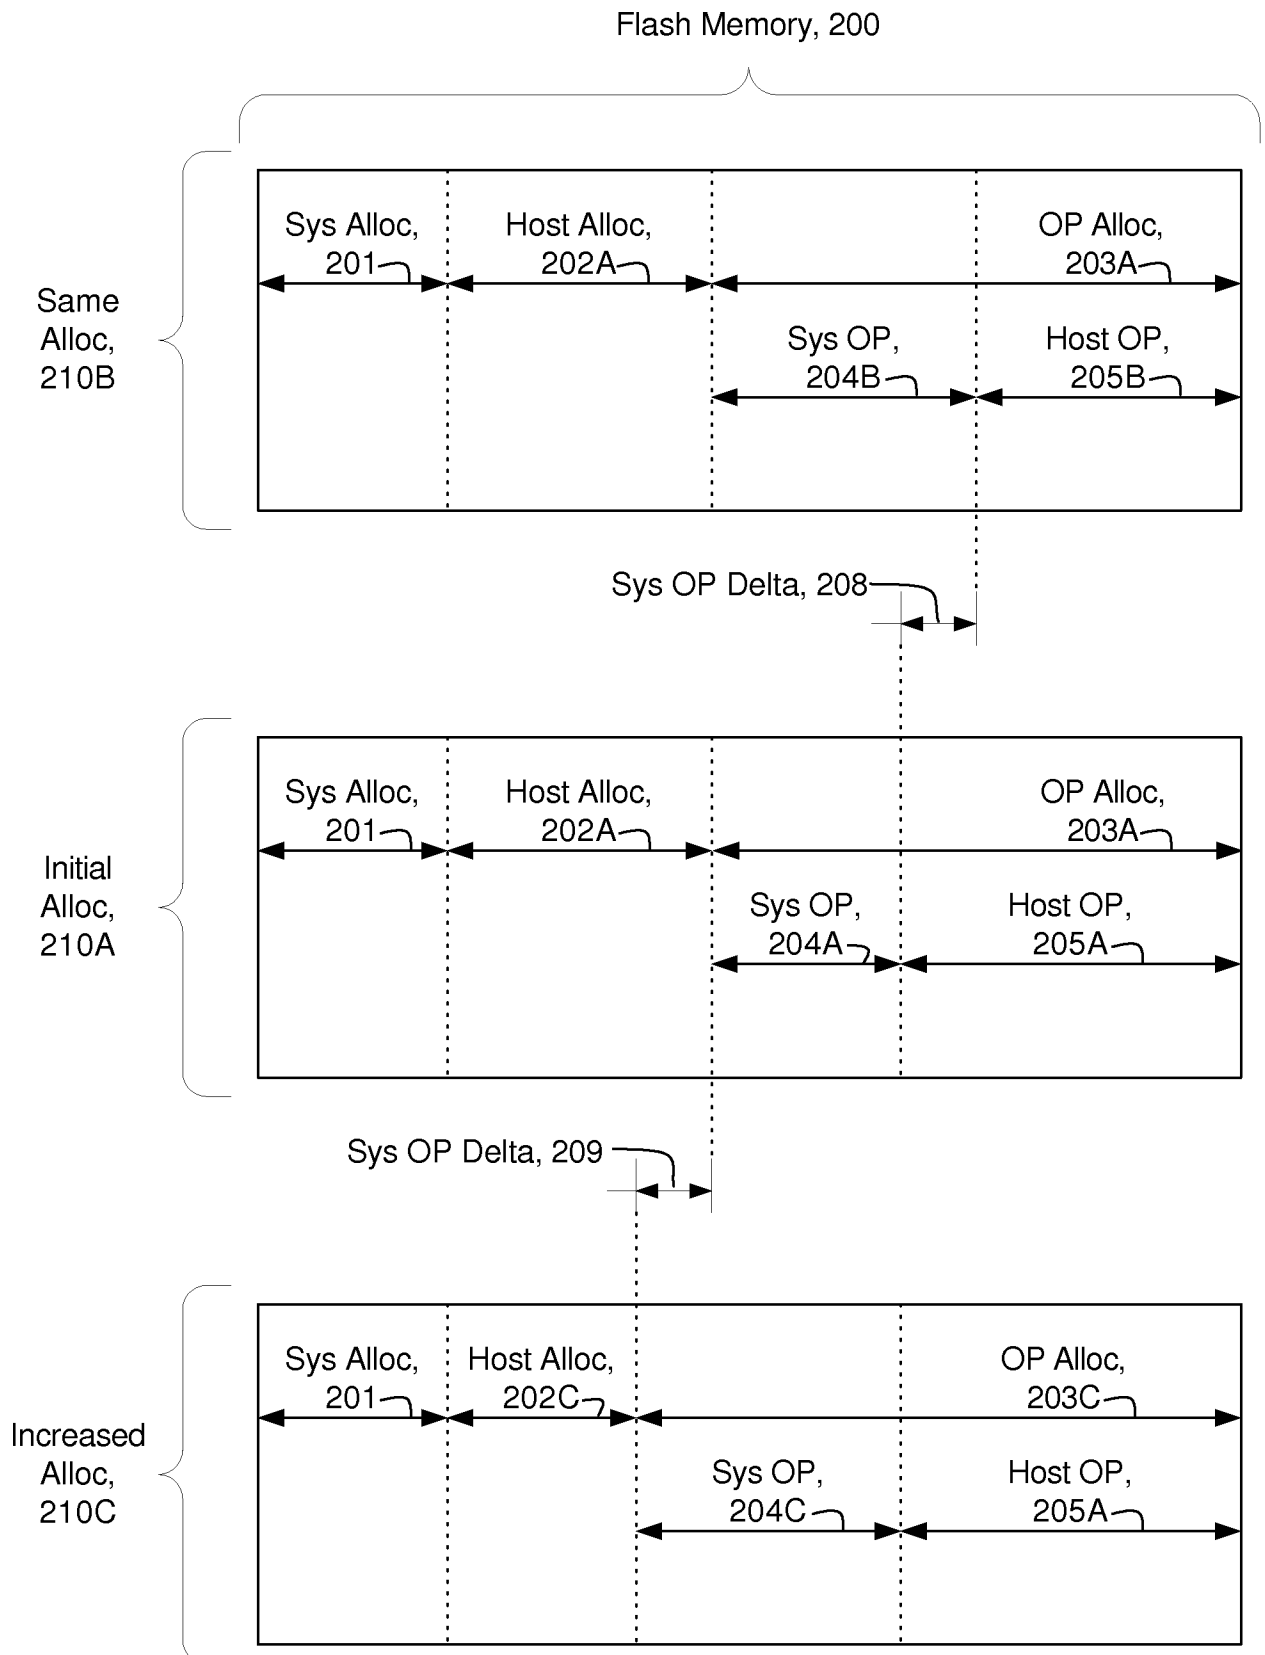 Flash Memory, 200
Same
Alloc,
210B
Sys Alloc,
201
Host Alloc,
202A
OP Alloc,
203A
Sys OP,
204B
Host OP,
205B
Sys OP Delta, 208
Initial
Alloc,
210A
Sys Alloc,
201
Host Alloc,
202A
OP Alloc,
203A
Sys OP,
204A
Host OP,
205A
Sys OP Delta, 209
Increased
Alloc,
210C
Sys Alloc,
201
Host Alloc,
202C
OP Alloc,
203C
Sys OP,
204C
Host OP,
205A